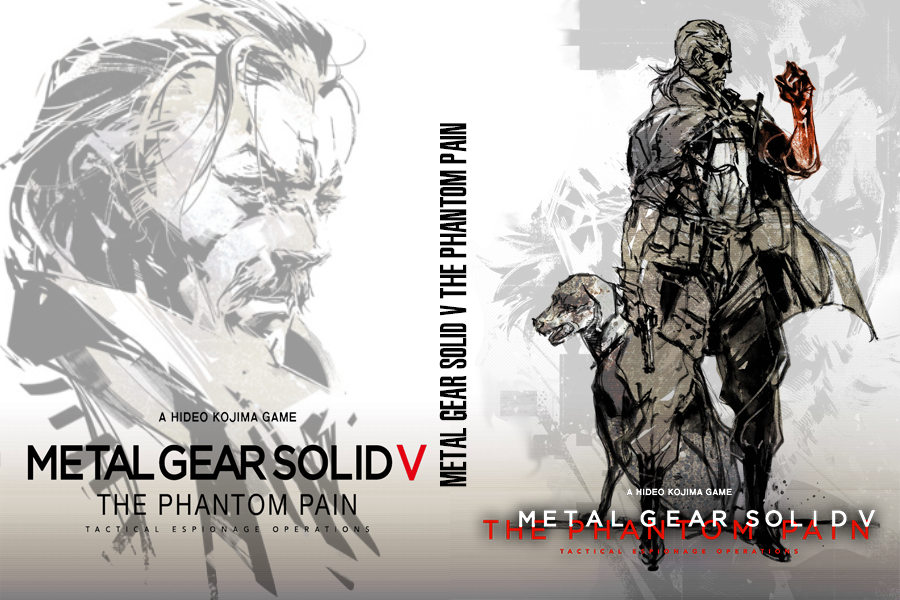 A HIDEO KOJIMA GAME
METAL GEAR SOLID V
THE PHANTOM PAIN
TACTICAL ESPIONAGE OPERATIONS
METAL GEAR SOLID V THE PHANTOM PAIN
A HIDEO KOJIMA GAME
METAL GEAR SOLID V
THE PHANTOM PAIN
TACTICAL ESPIONAGE OPERATIONS